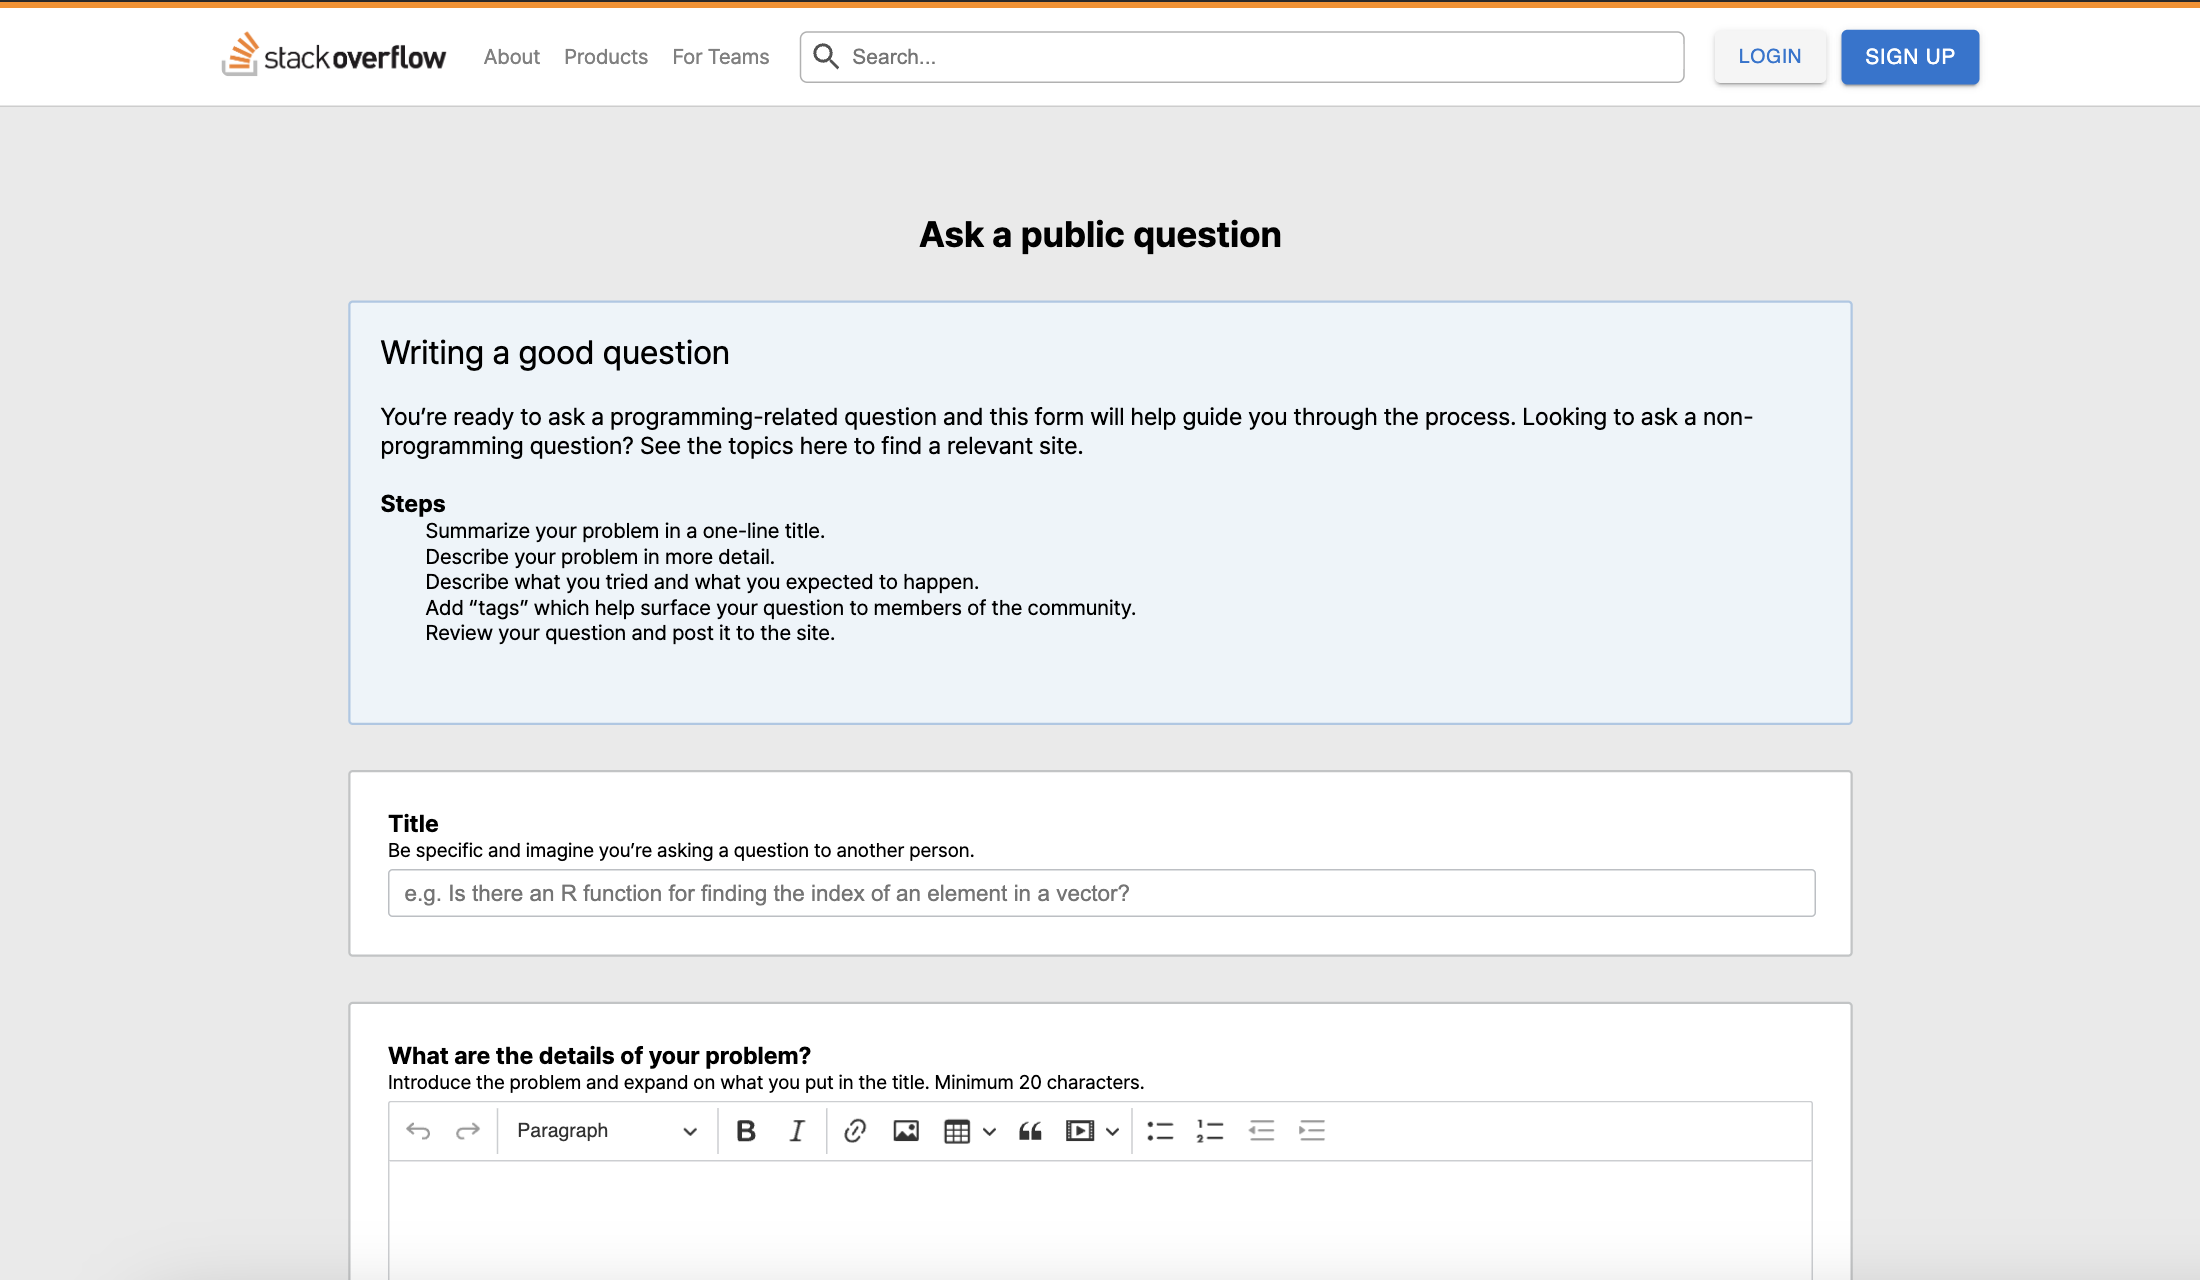 stackoverflow About Products For Teams Search... LOGIN SIGN UP
Ask a public question
Writing a good question
You’re ready to ask a programming-related question and this form will help guide you through the process. Looking to ask a non-
programming question? See the topics here to find a relevant site.
Steps
Summarize your problem in a one-line title.
Describe your problem in more detail.
Describe what you tried and what you expected to happen.
Add “tags” which help surface your question to members of the community.
Review your question and post it to the site.
Title
Be specific and imagine you’re asking a question to another person.
e.g. Is there an R function for finding the index of an element in a vector?
What are the details of your problem?
Introduce the problem and expand on what you put in the title. Minimum 20 characters.
Paragraph B I